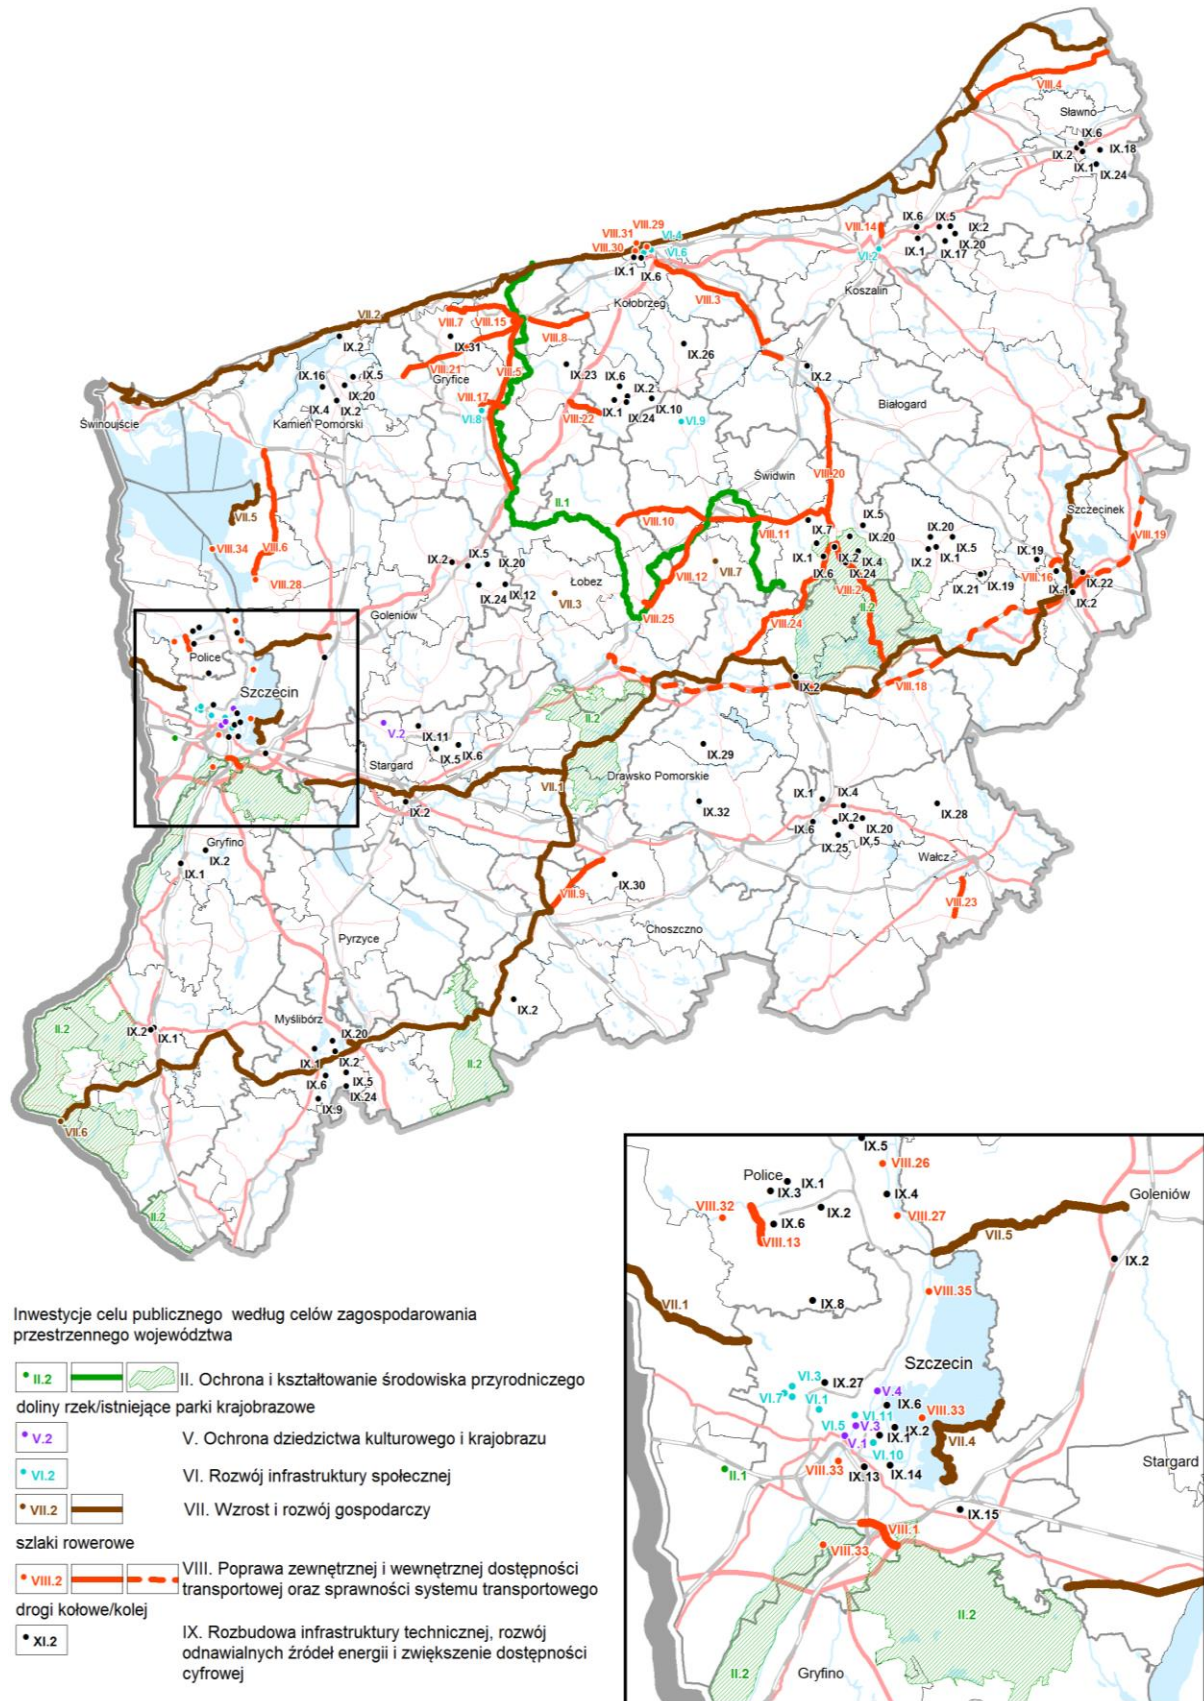 VIII.4
Sławno
IX.6
IX.2
IX.18
IX.1
IX.24
VIII.29
VIII.31
VI.4
VIII.30
VI.6
IX.1
IX.6
VIII.14
IX.6
IX.5
IX.2
IX.20
IX.1
IX.17
VI.2
Koszalin
Kołobrzeg
VIII.3
VII.2
VIII.7
VIII.15
VIII.8
IX.31
IX.2
VIII.21
VIII.5
Gryfice
IX.26
IX.16
IX.5
IX.20
IX.4
IX.2
Kamień Pomorski
IX.23
IX.6
IX.2
IX.1
IX.24
IX.10
VIII.17
VI.8
VIII.22
VI.9
IX.2
Białogard
Świnoujście
Świdwin
VIII.20
Szczecinek
VII.5
VIII.6
VIII.34
VIII.28
II.1
VIII.10
VIII.11
IX.7
IX.5
IX.20
IX.1
IX.2
IX.4
IX.6
IX.24
VIII.2
II.2
IX.20
IX.5
IX.2
IX.1
IX.19
VIII.19
VIII.16
IX.1
IX.22
IX.2
IX.21
IX.19
IX.2
IX.5
IX.20
IX.24
IX.12
Łobez
VII.3
VIII.12
VII.7
VIII.25
VIII.24
Goleniów
Police
Szczecin
VIII.18
IX.2
II.2
V.2
IX.11
IX.5
IX.6
IX.29
Stargard
VII.1
Drawsko Pomorskie
IX.2
IX.32
IX.1
IX.4
IX.6
IX.2
IX.20
IX.25
IX.5
IX.28
Wałcz
Gryfino
IX.2
IX.1
VIII.9
IX.30
VIII.23
Pyrzyce
Choszczno
IX.2
Myślibórz
II.2
IX.2
IX.1
IX.20
IX.1
IX.2
IX.6
IX.5
IX.24
IX.9
II.2
VII.6
II.2
IX.5
VIII.26
Police
IX.1
IX.3
IX.4
Goleniów
VIII.32
IX.2
VIII.27
IX.6
VIII.13
VII.5
IX.2
VIII.35
VII.1
IX.8
Szczecin
VI.3
IX.27
VI.7
V.4
VI.1
IX.6
VI.11
VIII.33
VI.5
V.3
IX.2
IX.1
V.1
VI.10
VII.4
Stargard
II.1
VIII.33
IX.13
IX.14
IX.15
VIII.1
VIII.33
II.2
II.2
Gryfino
Inwestycje celu publicznego według celów zagospodarowania
przestrzennego województwa
II.2
II. Ochrona i kształtowanie środowiska przyrodniczego
doliny rzek/istniejące parki krajobrazowe
V.2
V. Ochrona dziedzictwa kulturowego i krajobrazu
VI.2
VI. Rozwój infrastruktury społecznej
VII.2
VII. Wzrost i rozwój gospodarczy
szlaki rowerowe
VIII.2
VIII. Poprawa zewnętrznej i wewnętrznej dostępności
transportowej oraz sprawności systemu transportowego
drogi kołowe/kolej
XI.2
IX. Rozbudowa infrastruktury technicznej, rozwój
odnawialnych źródeł energii i zwiększenie dostępności
cyfrowej